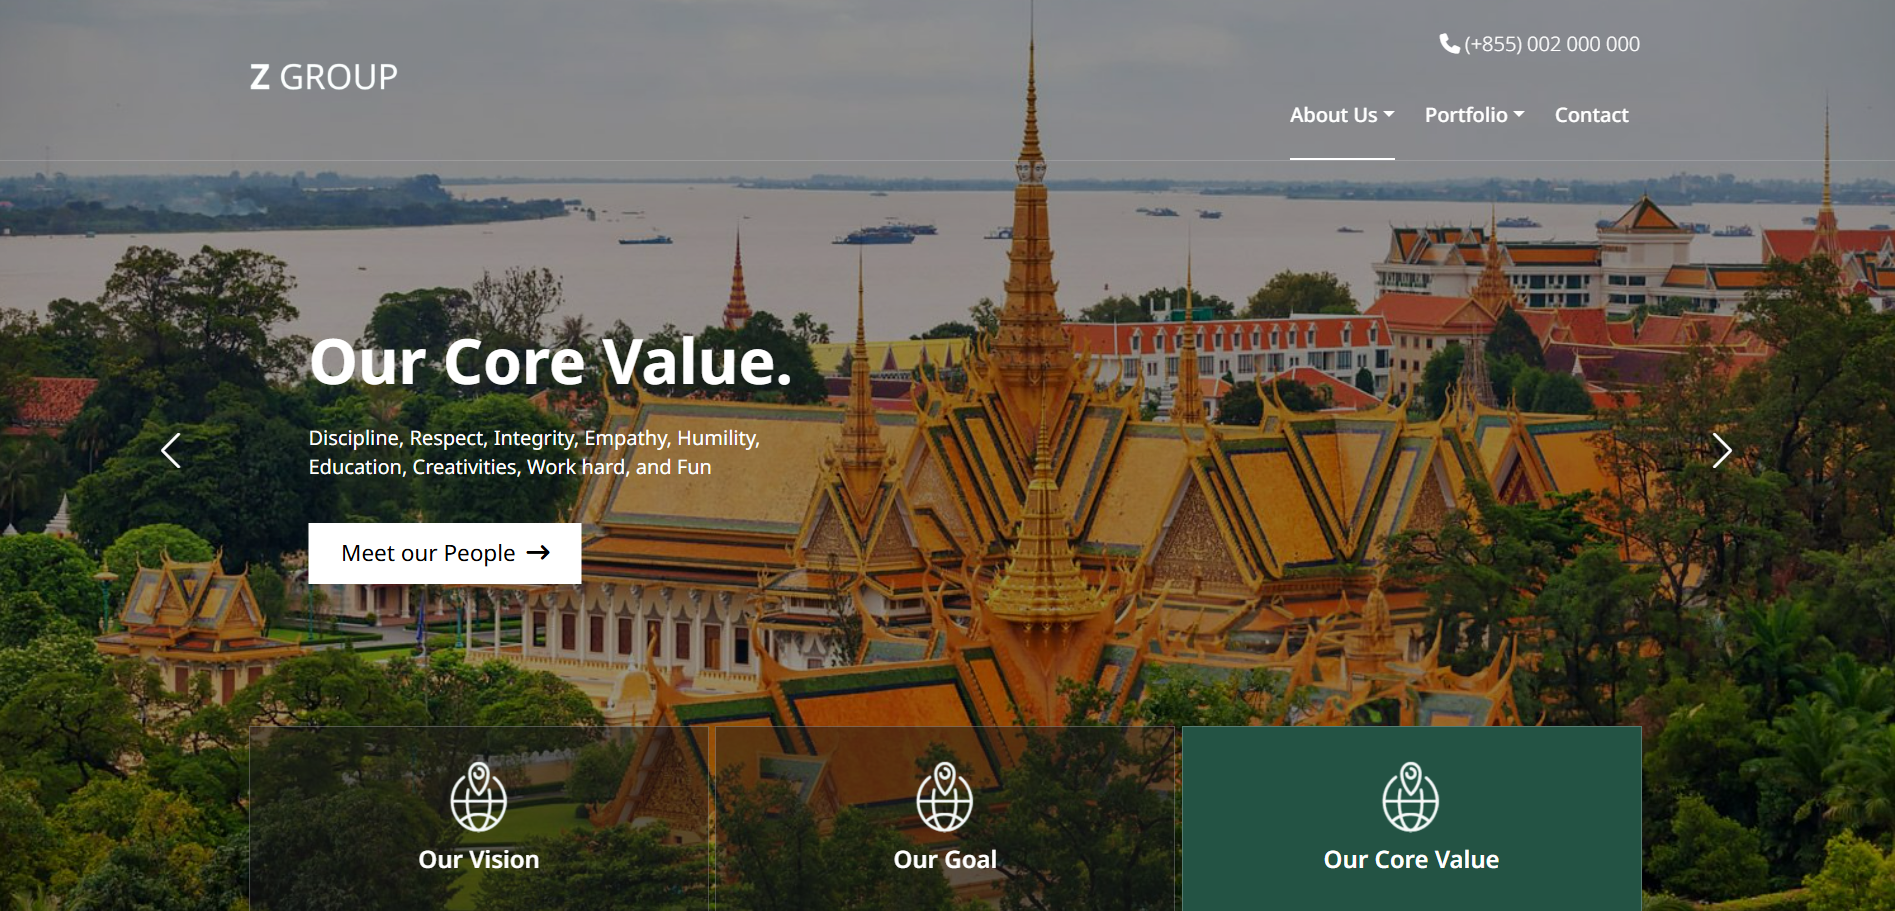 (+855) 002 000 000
Z GROUP
About Us Portfolio Contact
Our Core Value.
Discipline, Respect, Integrity, Empathy, Humility,
Education, Creativities, Work hard, and Fun
Meet our People →
Our Vision Our Goal Our Core Value